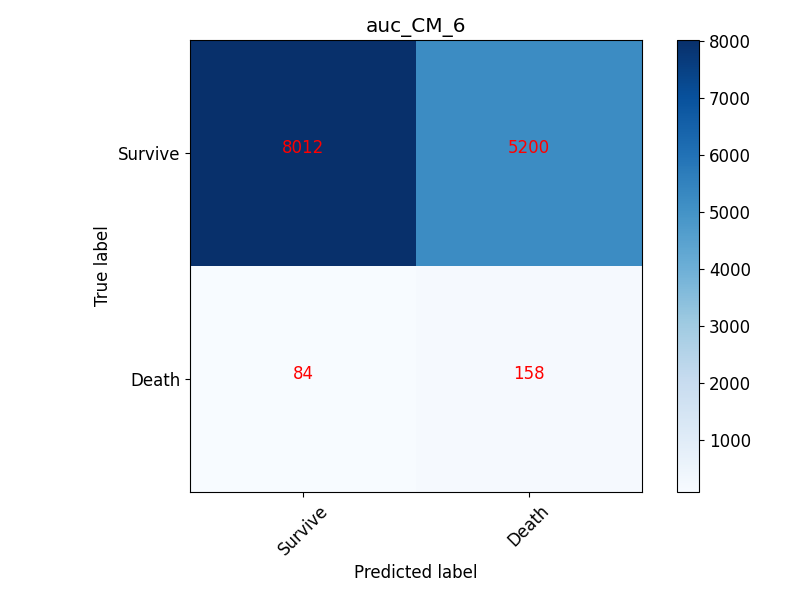 auc_CM_6
True label
Survive
Death
8012
5200
84
158
Survive
Death
Predicted label
8000
7000
6000
5000
4000
3000
2000
1000